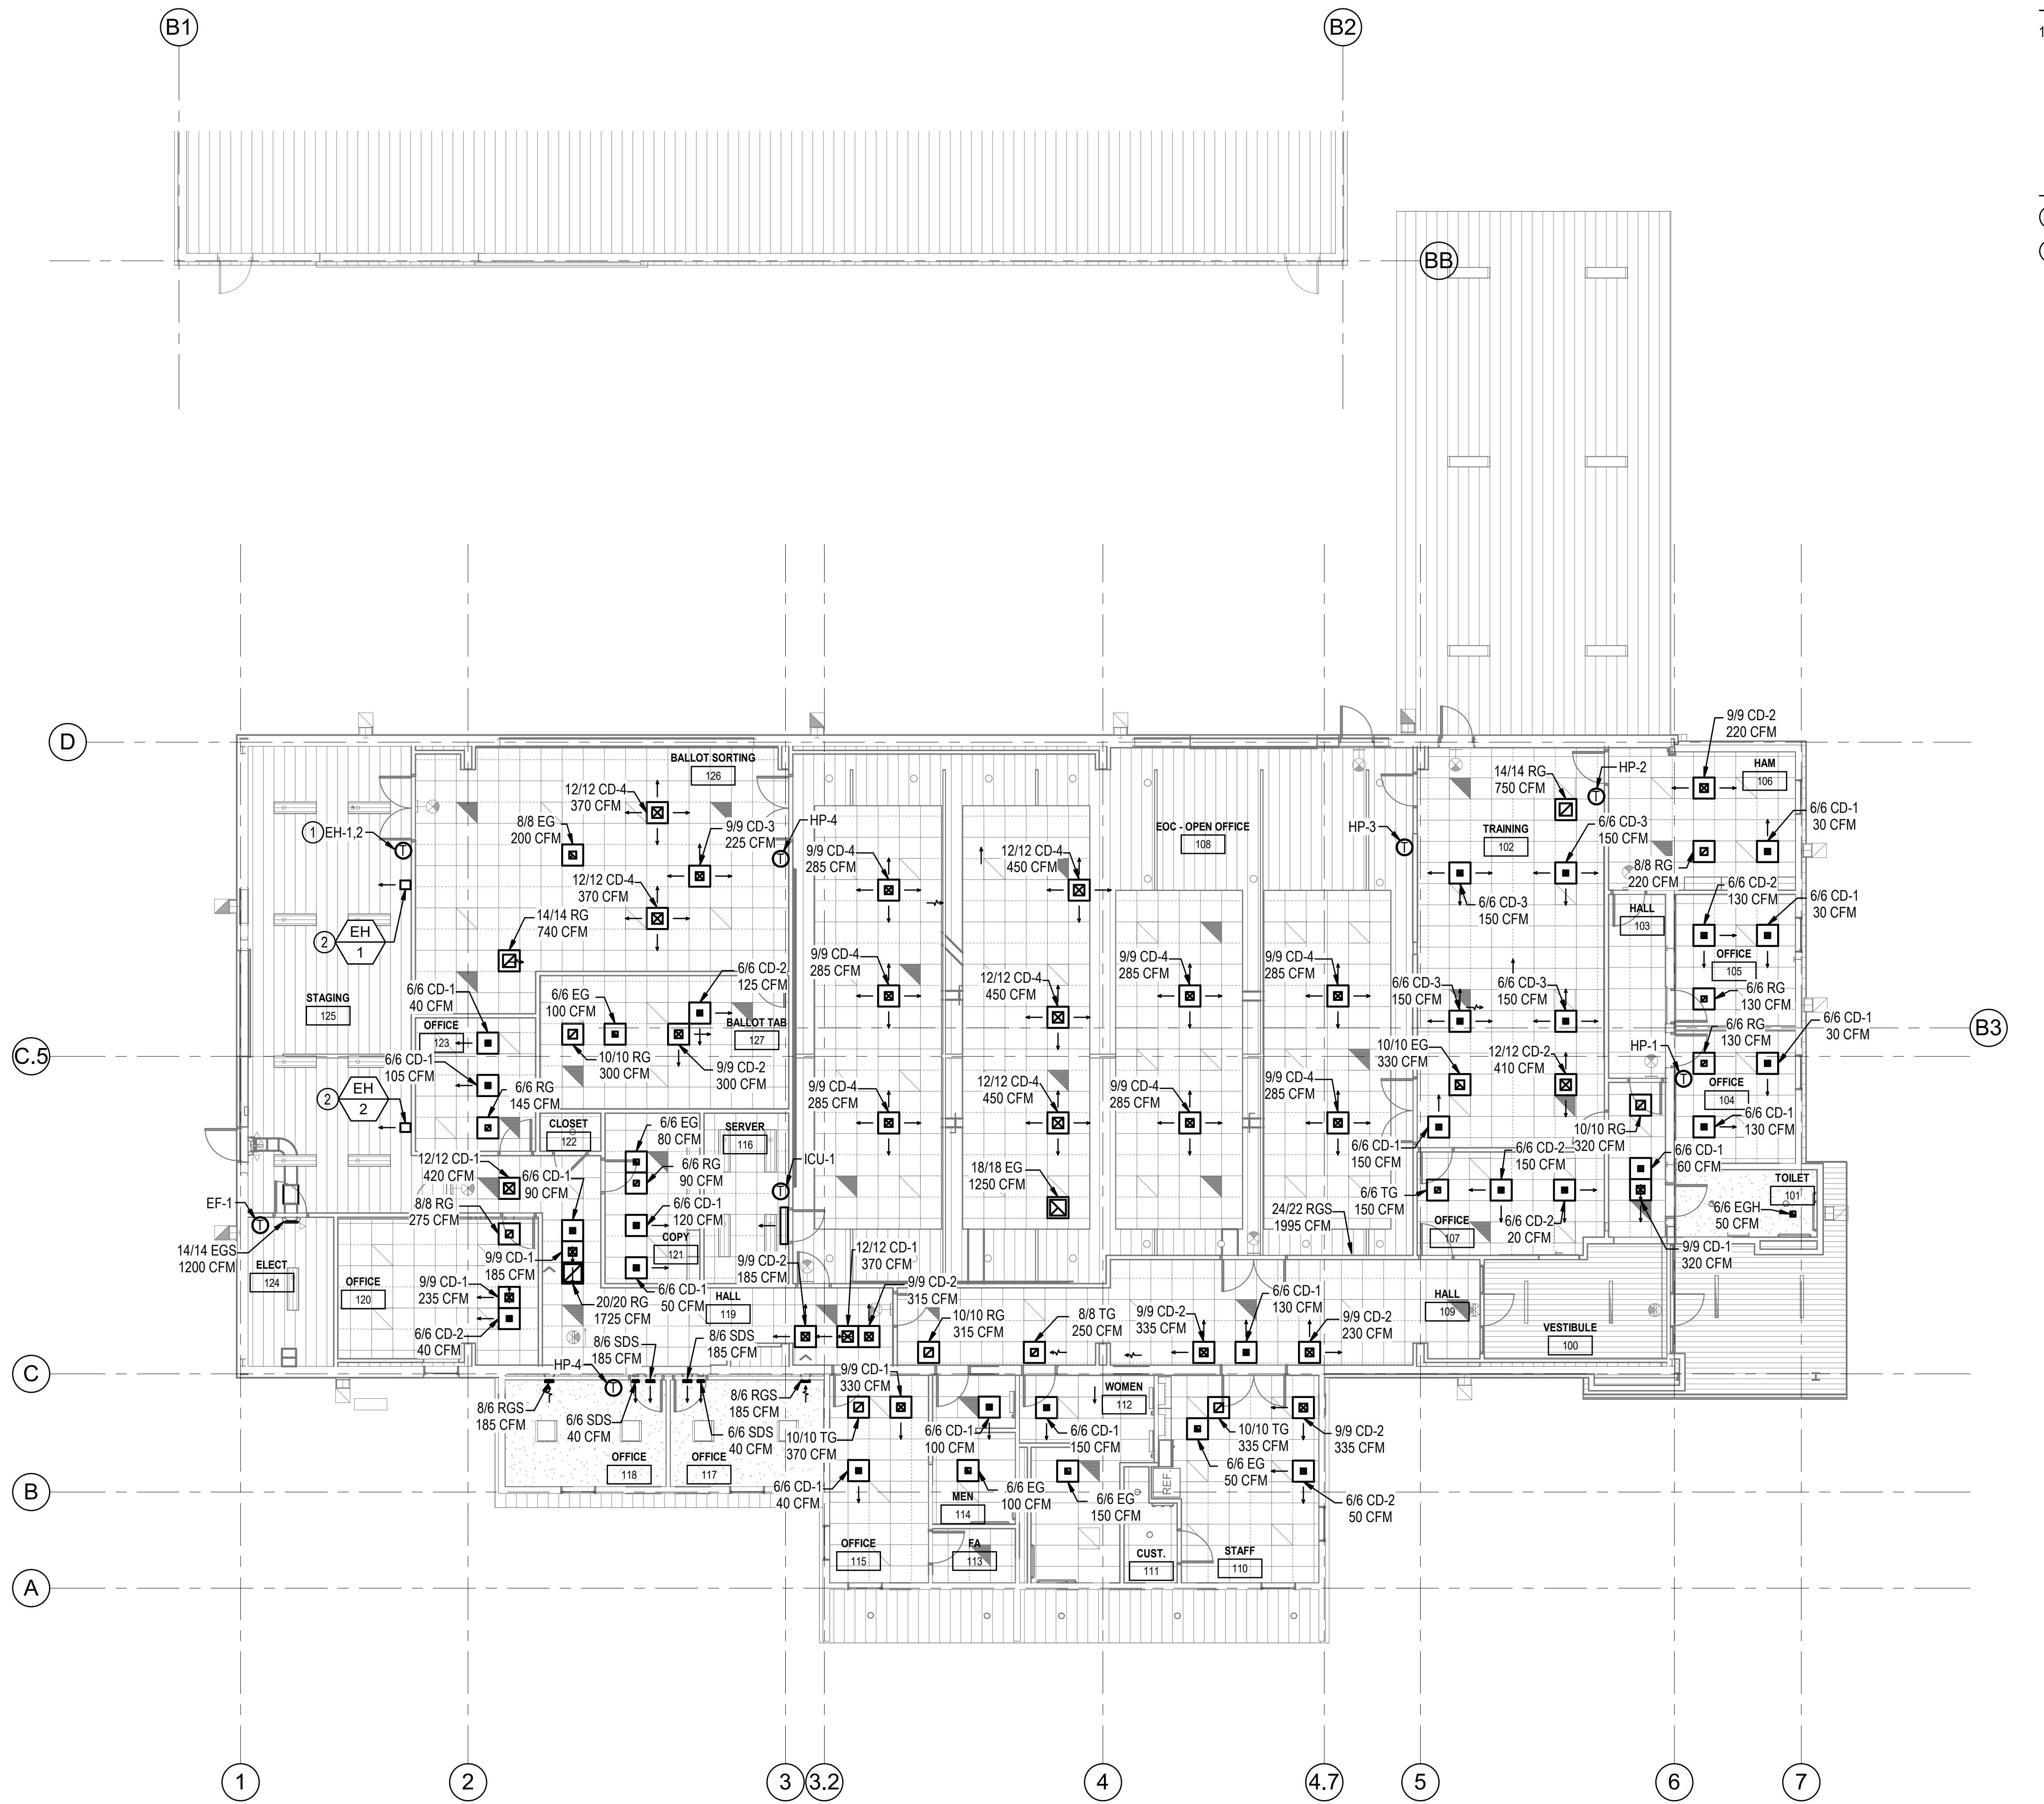 B1
B2
1
BB
D
BALLOT SORTING
126
12/12 CD-4
370 CFM
8/8 EG
200 CFM
9/9 CD-3
225 CFM
HP-4
12/12 CD-4
370 CFM
14/14 RG
740 CFM
1
EH-1,2
2
EH
1
STAGING
125
2
EH
2
6/6 CD-1
40 CFM
OFFICE
123
6/6 CD-1
105 CFM
6/6 RG
145 CFM
6/6 EG
100 CFM
6/6 CD-2
125 CFM
BALLOT TAB
127
10/10 RG
300 CFM
9/9 CD-2
300 CFM
C.5
9/9 CD-4
285 CFM
12/12 CD-4
450 CFM
9/9 CD-4
285 CFM
12/12 CD-4
450 CFM
9/9 CD-4
285 CFM
12/12 CD-4
450 CFM
18/18 EG
1250 CFM
EOC - OPEN OFFICE
108
9/9 CD-4
285 CFM
9/9 CD-4
285 CFM
9/9 CD-4
285 CFM
9/9 CD-4
285 CFM
24/22 RGS
1995 CFM
HP-3
14/14 RG
750 CFM
HP-2
TRAINING
102
6/6 CD-3
150 CFM
6/6 CD-3
150 CFM
6/6 CD-3
150 CFM
6/6 CD-3
150 CFM
10/10 EG
330 CFM
12/12 CD-2
410 CFM
6/6 CD-1
150 CFM
9/9 CD-2
220 CFM
HAM
106
6/6 CD-1
30 CFM
8/8 RG
220 CFM
6/6 CD-2
130 CFM
6/6 CD-1
30 CFM
HALL
103
OFFICE
105
6/6 RG
130 CFM
6/6 RG
130 CFM
6/6 CD-1
30 CFM
B3
HP-1
OFFICE
104
6/6 CD-1
130 CFM
10/10 RG
320 CFM
6/6 CD-1
60 CFM
TOILET
101
6/6 EGH
50 CFM
9/9 CD-1
320 CFM
6/6 CD-2
150 CFM
6/6 TG
150 CFM
6/6 CD-2
20 CFM
OFFICE
107
CLOSET
122
6/6 EG
80 CFM
SERVER
116
6/6 RG
90 CFM
ICU-1
12/12 CD-1
420 CFM
6/6 CD-1
90 CFM
6/6 CD-1
120 CFM
COPY
121
6/6 CD-1
50 CFM
EF-1
8/8 RG
275 CFM
14/14 EGS
1200 CFM
ELECT
124
OFFICE
120
9/9 CD-1
185 CFM
9/9 CD-1
235 CFM
6/6 CD-2
40 CFM
20/20 RG
1725 CFM
HALL
119
9/9 CD-2
185 CFM
12/12 CD-1
370 CFM
9/9 CD-2
315 CFM
10/10 RG
315 CFM
8/8 TG
250 CFM
9/9 CD-2
335 CFM
6/6 CD-1
130 CFM
9/9 CD-2
230 CFM
HALL
109
VESTIBULE
100
C
8/6 SDS
185 CFM
8/6 SDS
185 CFM
HP-4
8/6 RGS
185 CFM
6/6 SDS
40 CFM
6/6 SDS
40 CFM
8/6 RGS
185 CFM
OFFICE
118
OFFICE
117
9/9 CD-1
330 CFM
10/10 TG
370 CFM
6/6 CD-1
40 CFM
OFFICE
115
6/6 CD-1
100 CFM
6/6 EG
100 CFM
MEN
114
FA
113
WOMEN
112
6/6 CD-1
150 CFM
6/6 EG
150 CFM
CUST.
111
REF.
10/10 TG
335 CFM
6/6 EG
50 CFM
9/9 CD-2
335 CFM
6/6 CD-2
50 CFM
STAFF
110
B
A
1
2
3
3.2
4
4.7
5
6
7